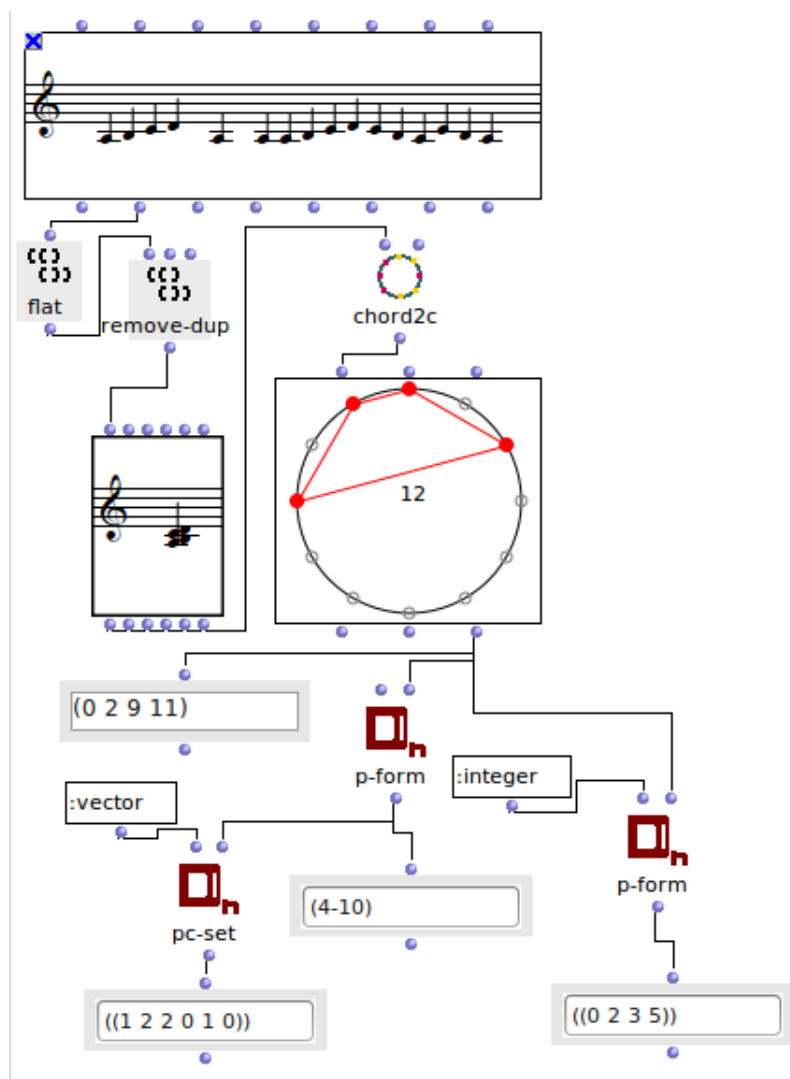 flat
remove-dup
chord2c
12
(0 2 9 11)
p-form
:integer
:vector
p-form
(4-10)
pc-set
((1 2 2 0 1 0))
((0 2 3 5))
n
n
n